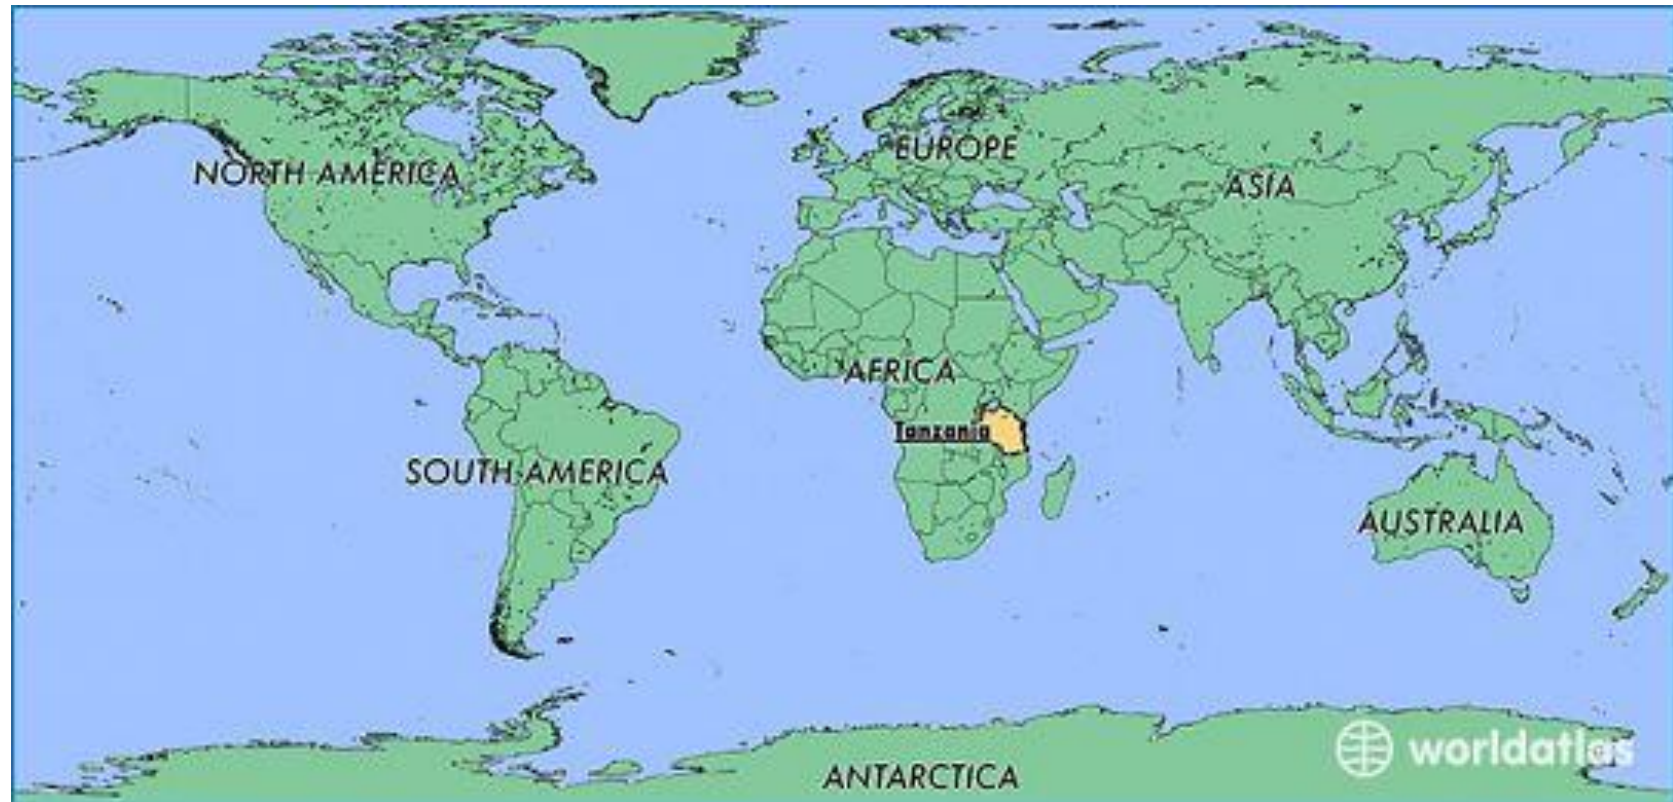 EUROPE
NORTH AMERICA
ASIA
AFRICA
Tanzania
SOUTH AMERICA
AUSTRALIA
worldatlas
ANTARCTICA